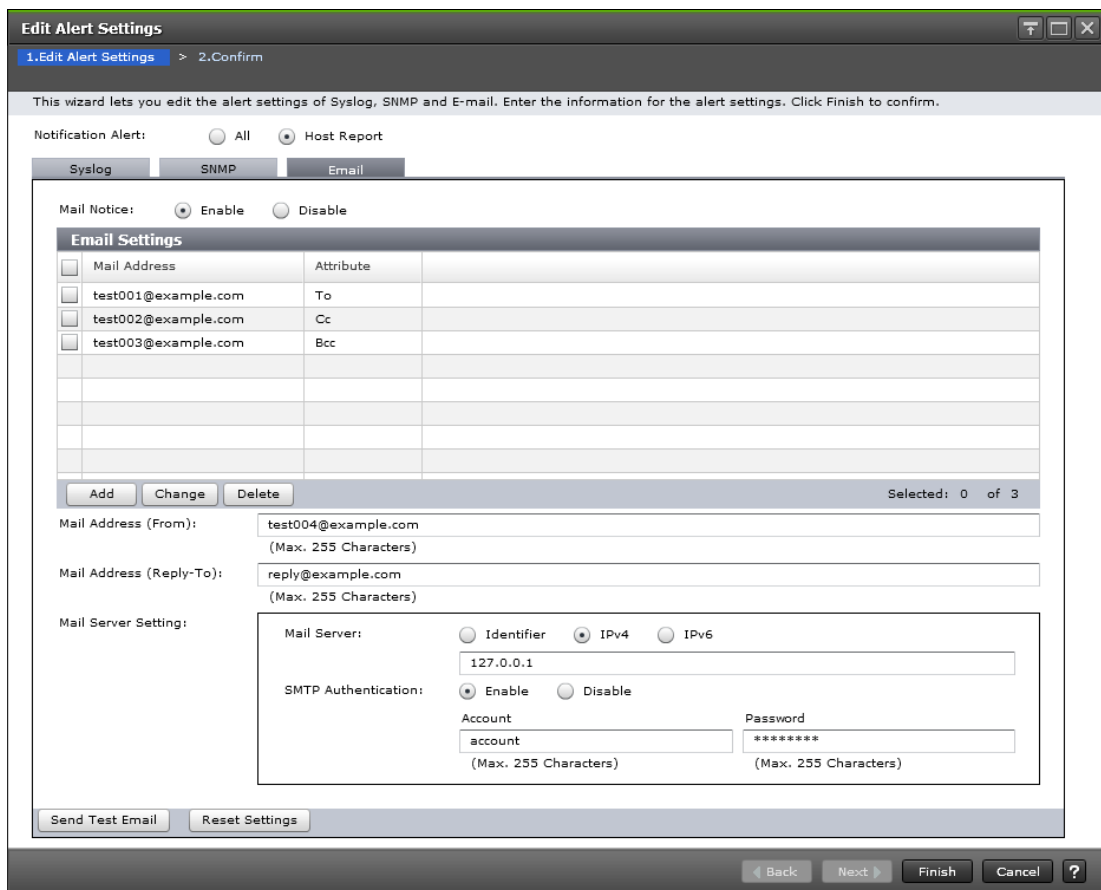 Edit Alert Settings
1.Edit Alert Settings > 2.Confirm
This wizard lets you edit the alert settings of Syslog, SNMP and E-mail. Enter the information for the alert settings. Click Finish to confirm.
Notification Alert: All Host Report
Syslog SNMP Email
Mail Notice: Enable Disable
Email Settings
Mail Address Attribute
test001@example.com To
test002@example.com Cc
test003@example.com Bcc
Add Change Delete Selected: 0 of 3
Mail Address (From): test004@example.com
(Max. 255 Characters)
Mail Address (Reply-To): reply@example.com
(Max. 255 Characters)
Mail Server Setting: Mail Server: Identifier IPv4 IPv6
127.0.0.1
SMTP Authentication: Enable Disable
Account Password
account ********
(Max. 255 Characters) (Max. 255 Characters)
Send Test Email Reset Settings
Back Next Finish Cancel ?